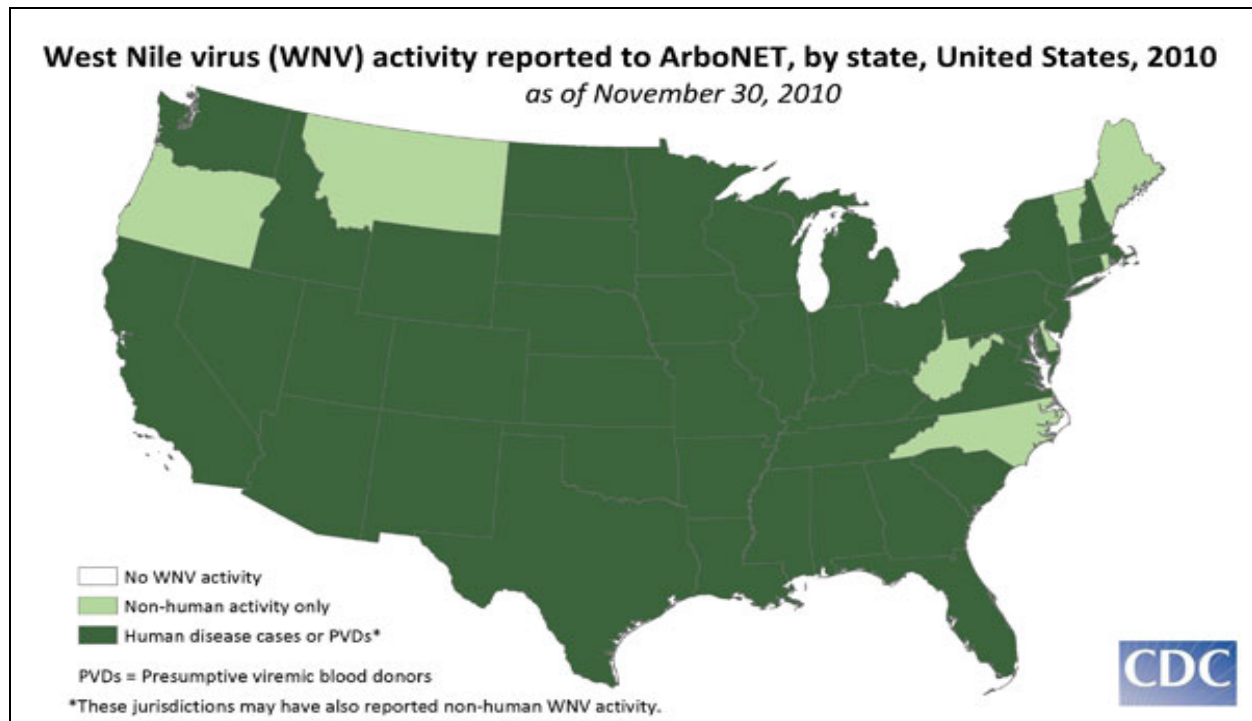 West Nile virus (WNV) activity reported to ArboNET, by state, United States, 2010
as of November 30, 2010
No WNV activity
Non-human activity only
Human disease cases or PVDs*
PVDs = Presumptive viremic blood donors
*These jurisdictions may have also reported non-human WNV activity.
CDC